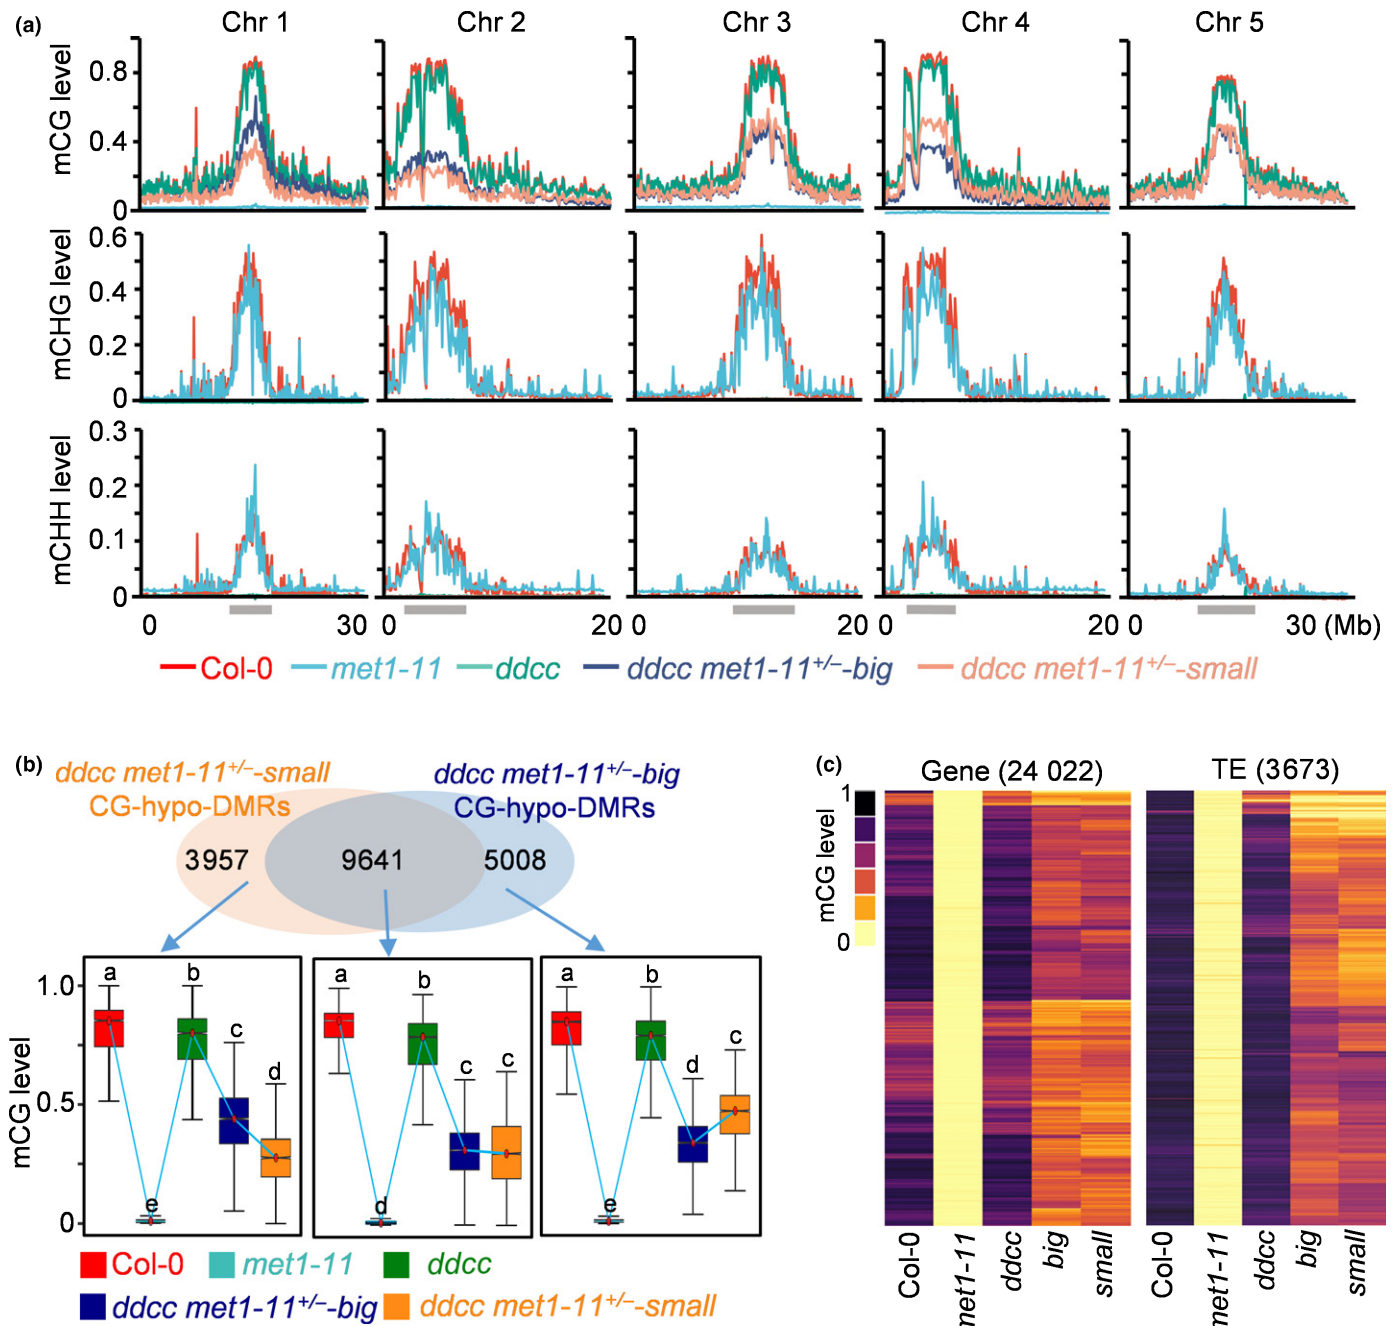 (a)
Chr 1 Chr 2 Chr 3 Chr 4 Chr 5
mCG level
0.8
0.4
0
mCHG level
0.6
0.4
0.2
0
mCHH level
0.3
0.2
0.1
0
0 30 0 20 0 20 0 20 0 30 (Mb)
Col-0 met1-11 ddcc ddcc met1-11+/–-big ddcc met1-11+/–-small
(b)
ddcc met1-11+/–-small
CG-hypo-DMRs
ddcc met1-11+/–-big
CG-hypo-DMRs
3957 9641 5008
mCG level
1.0
0.5
0
a e b c d
a d b c c
a e b d c
Col-0 met1-11 ddcc
ddcc met1-11+/–-big ddcc met1-11+/–-small
(c)
Gene (24 022) TE (3673)
mCG level
1
0
Col-0 met1-11 ddcc big small
Col-0 met1-11 ddcc big small